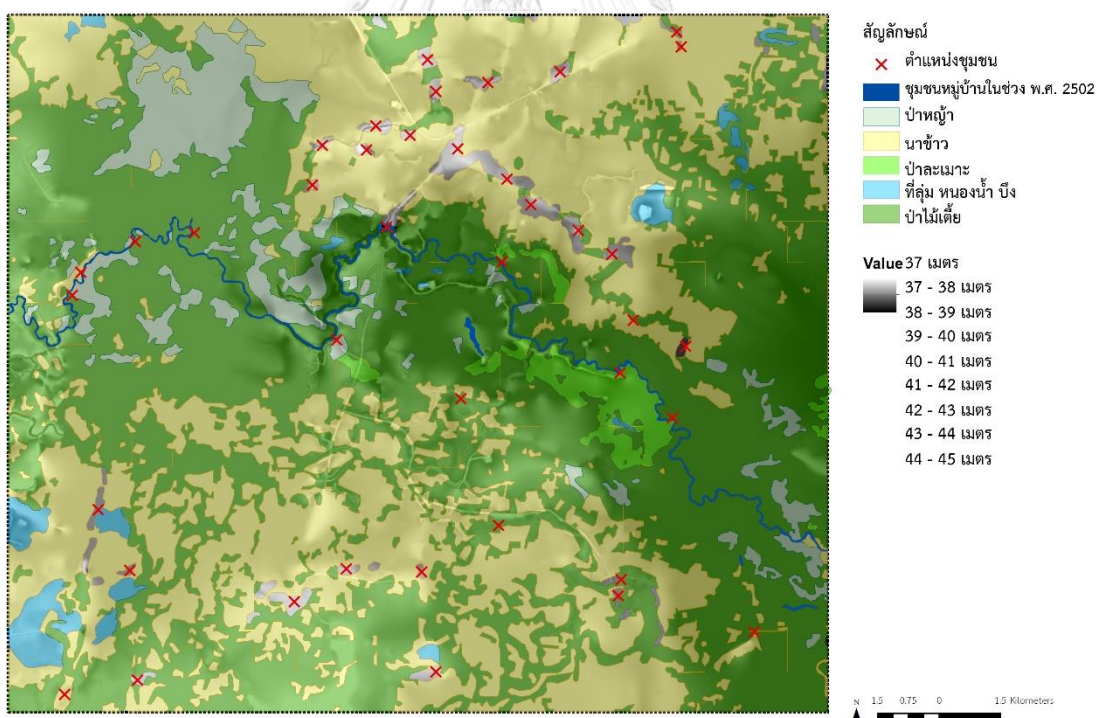 สัญลักษณ์
ตำแหน่งชุมชน
ชุมชนหมู่บ้านในช่วง พ.ศ. 2502
ป่าหญ้า
นาข้าว
ป่าละเมาะ
ที่ลุ่ม หนองน้ำ บึง
ป่าไม้เตี้ย
Value 37 เมตร
37 - 38 เมตร
38 - 39 เมตร
39 - 40 เมตร
40 - 41 เมตร
41 - 42 เมตร
42 - 43 เมตร
43 - 44 เมตร
44 - 45 เมตร
N 1.5 0.75 0 1.5 Kilometers